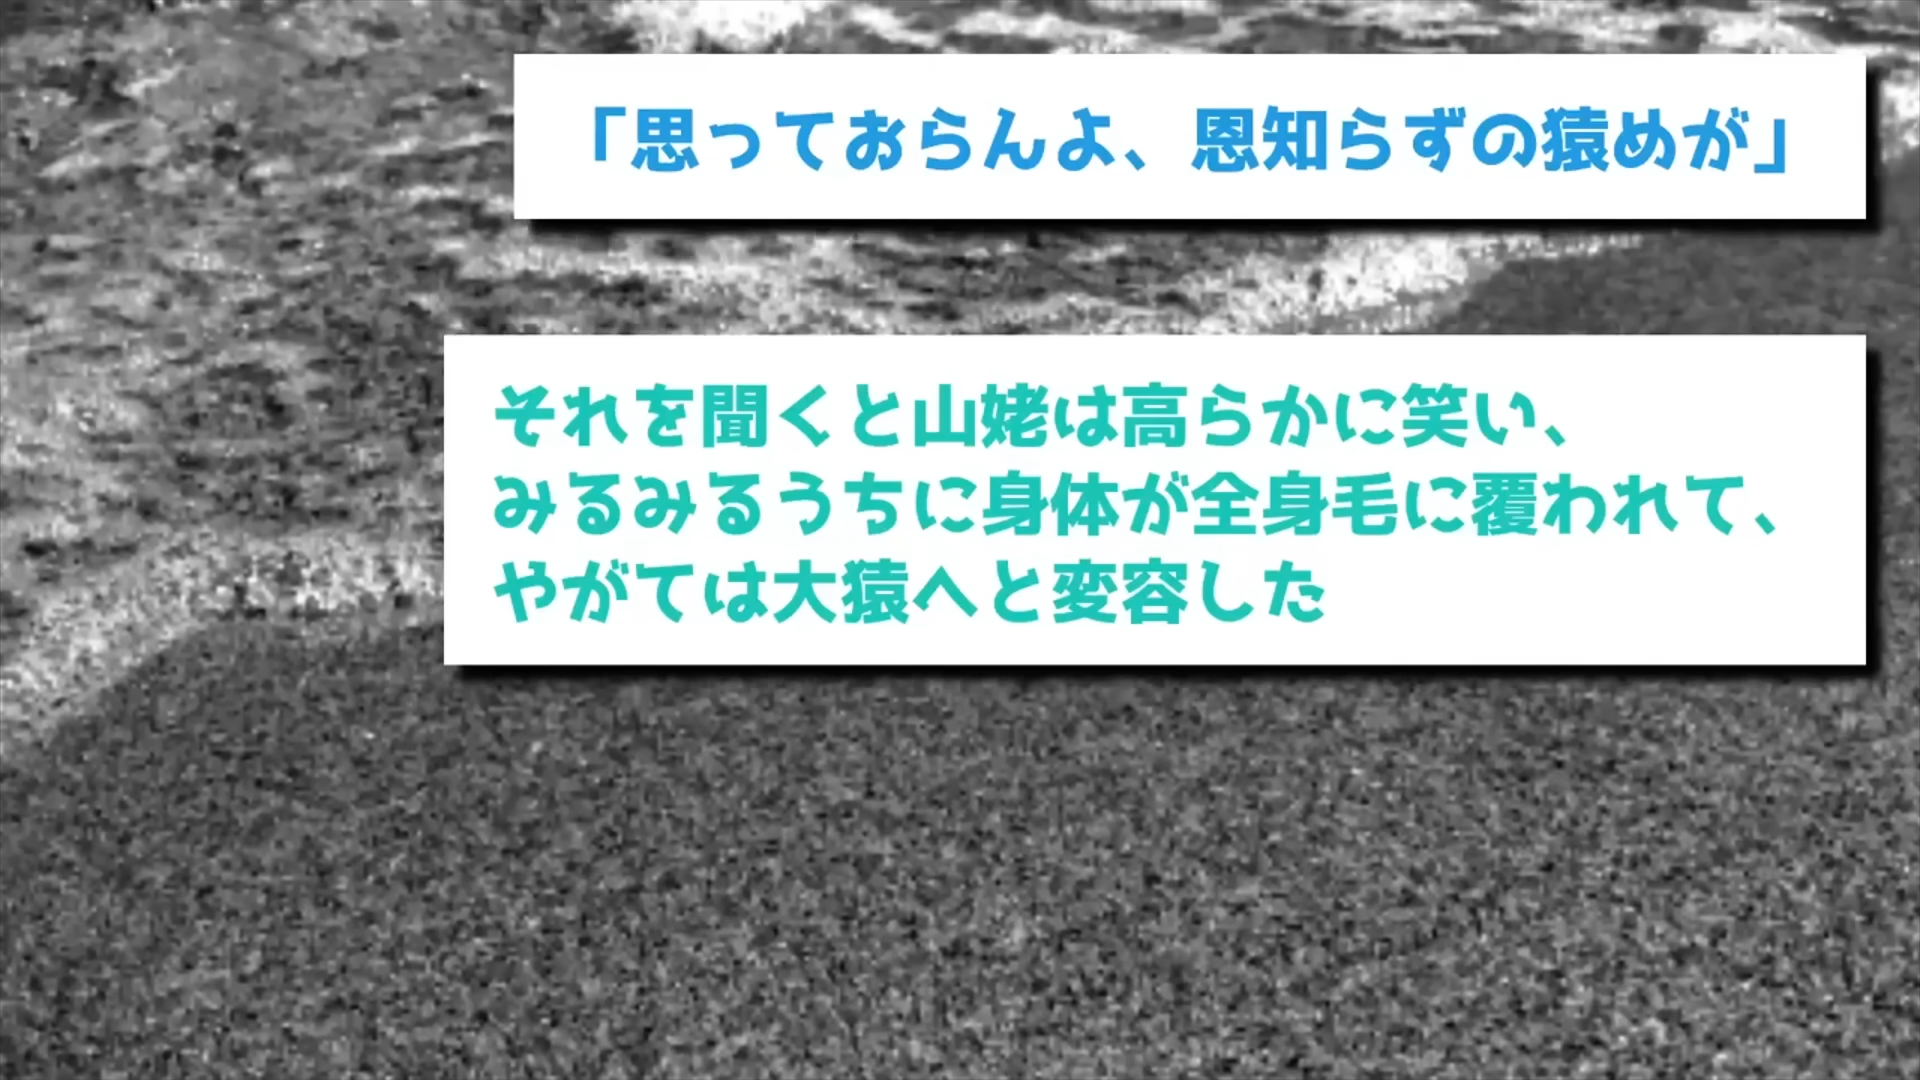 「思っておらんよ、恩知らずの猿めが」
それを聞くと山姥は高らかに笑い、
みるみるうちに身体が全身毛に覆われて、
やがては大猿へと変容した